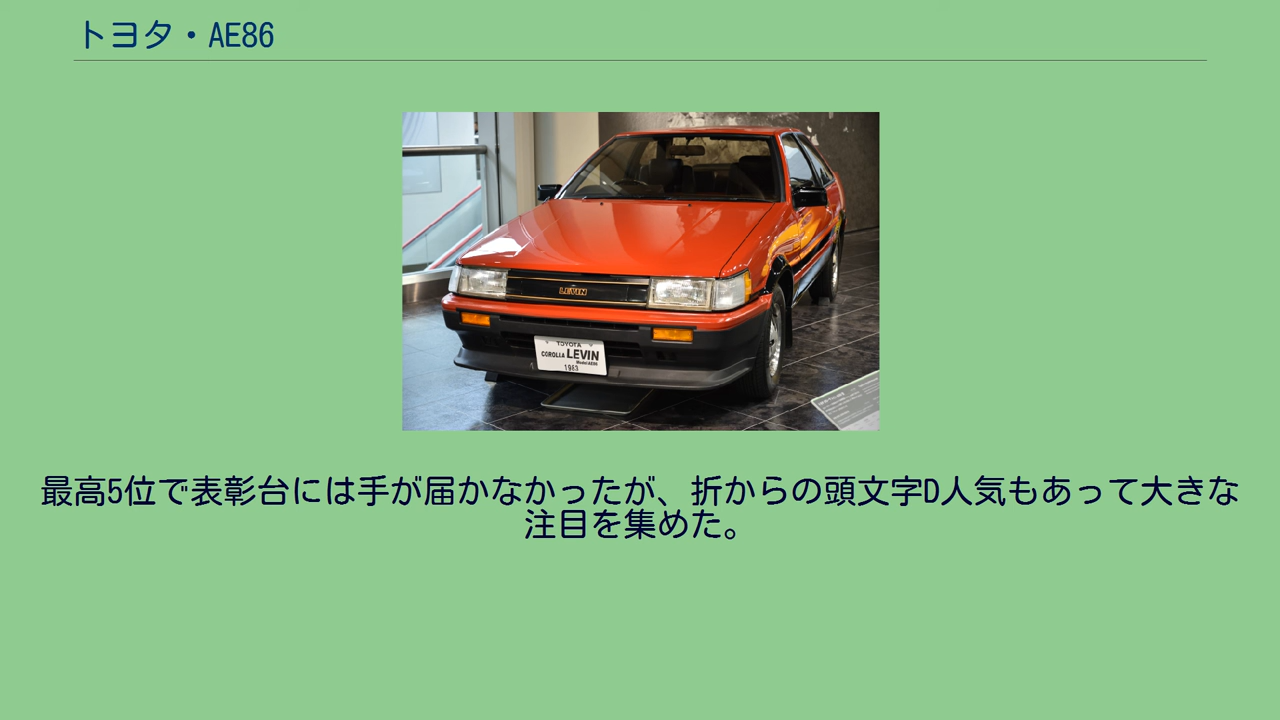 トヨタ・AE86
LEVIN
TOYOTA
COROLLA LEVIN
Model AE86
1983
最高5位で表彰台には手が届かなかったが、折からの頭文字D人気もあって大きな
注目を集めた。